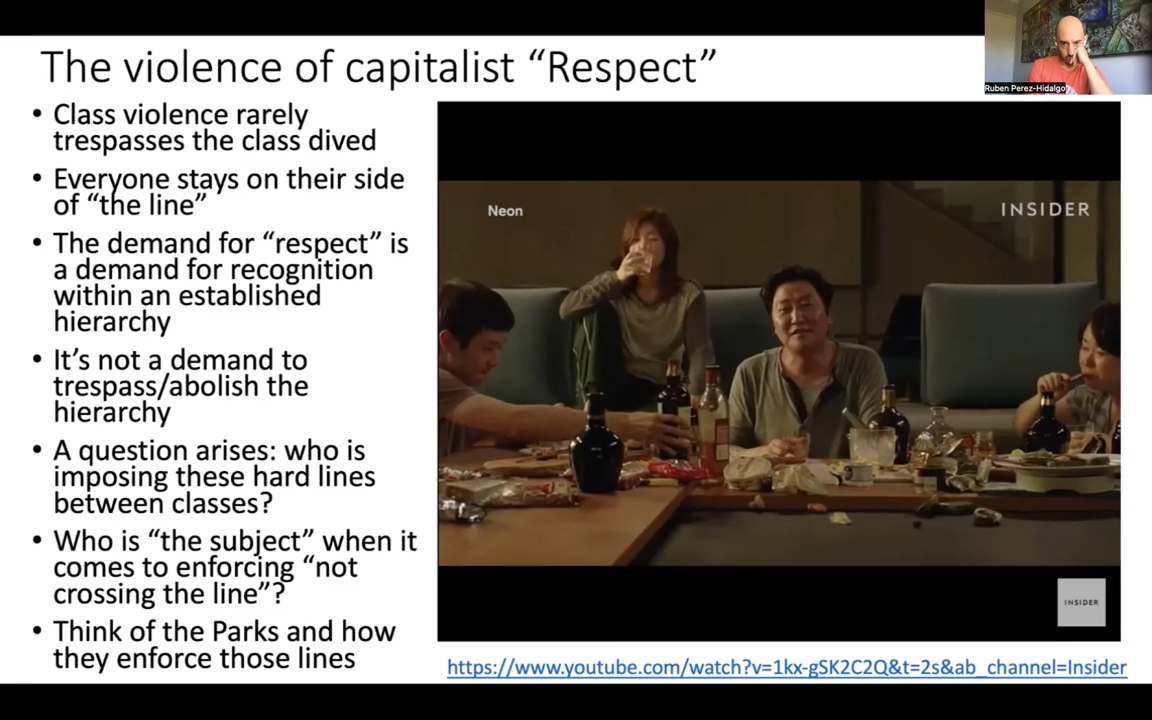 The violence of capitalist “Respect”
Ruben Perez-Hidalgo
• Class violence rarely
trespasses the class dived
• Everyone stays on their side
of “the line”
• The demand for “respect” is
a demand for recognition
within an established
hierarchy
• It’s not a demand to
trespass/abolish the
hierarchy
• A question arises: who is
imposing these hard lines
between classes?
• Who is “the subject” when it
comes to enforcing “not
crossing the line”?
• Think of the Parks and how
they enforce those lines
Neon
INSIDER
INSIDER
https://www.youtube.com/watch?v=1kx-gSK2C2Q&t=2s&ab_channel=Insider